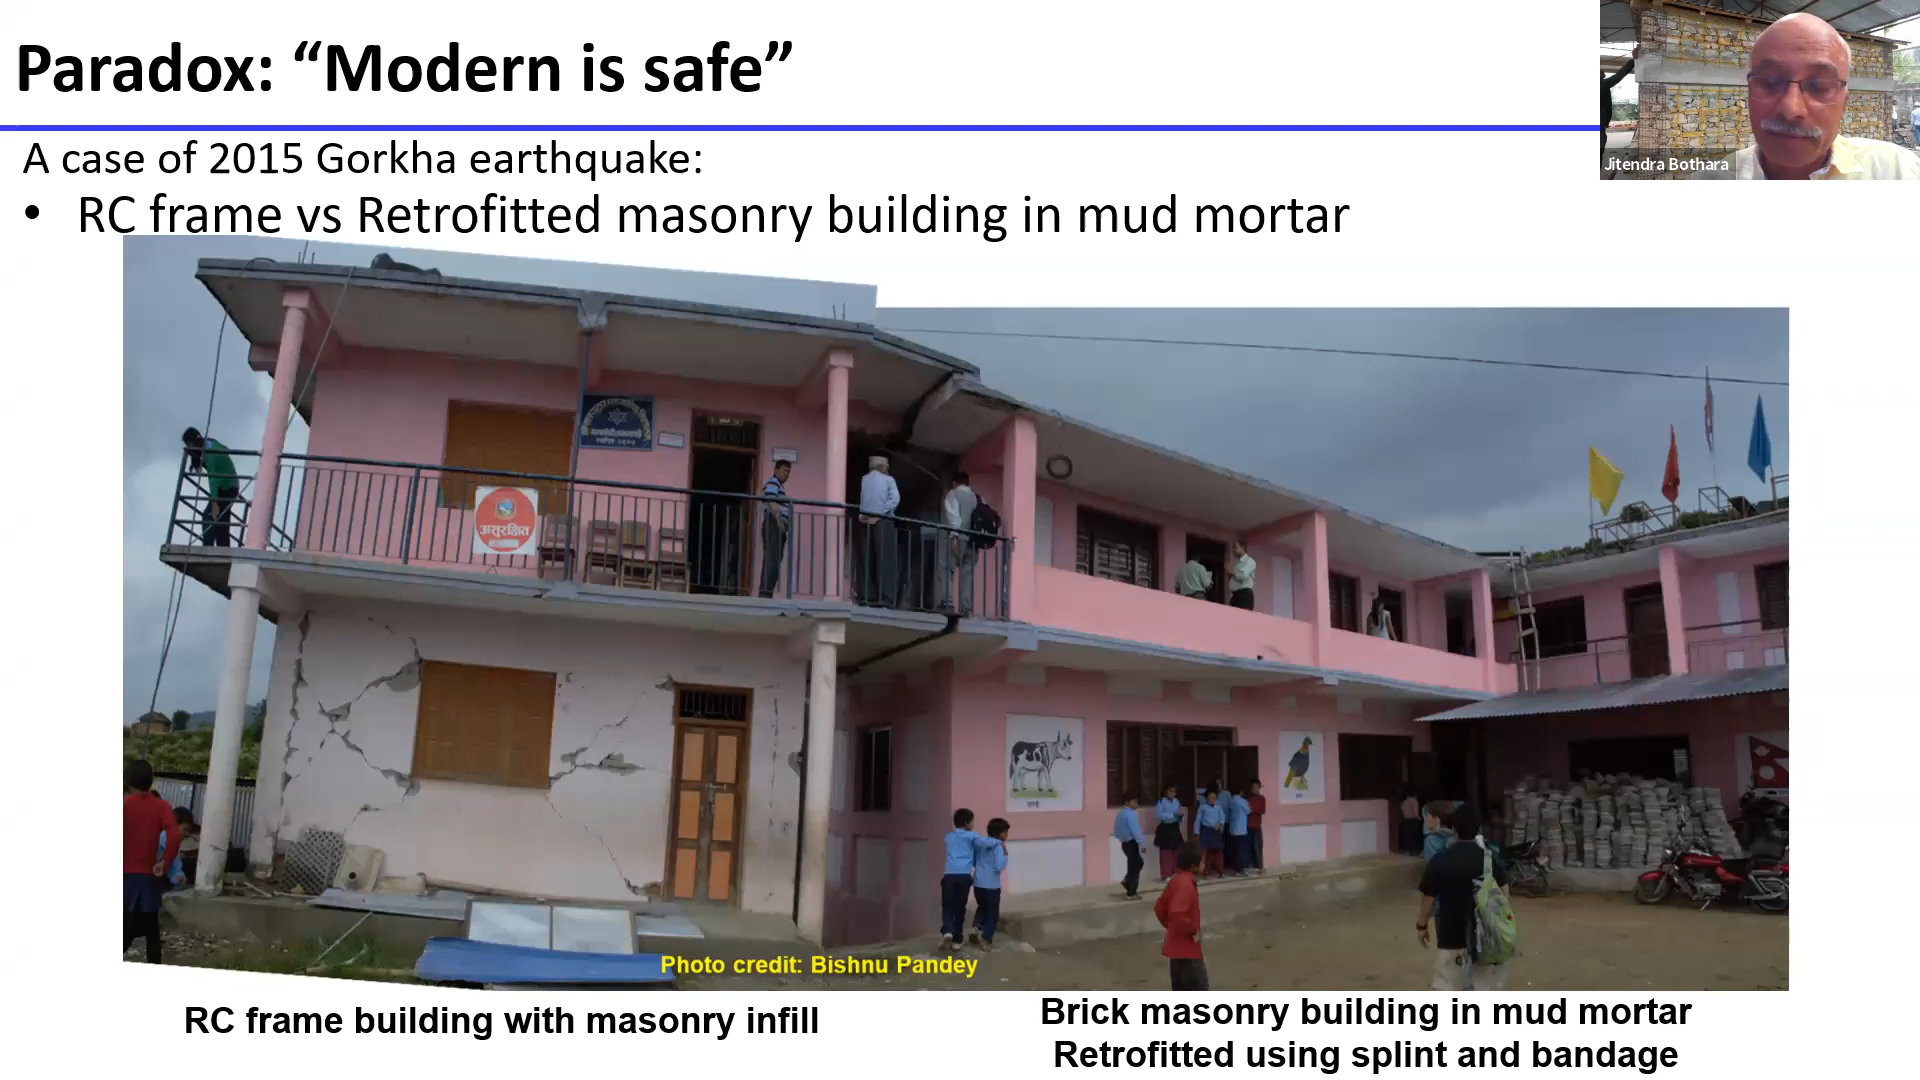 Paradox: “Modern is safe”
Jitendra Bothara
A case of 2015 Gorkha earthquake:
• RC frame vs Retrofitted masonry building in mud mortar
असुरक्षित
Photo credit: Bishnu Pandey
RC frame building with masonry infill
Brick masonry building in mud mortar
Retrofitted using splint and bandage